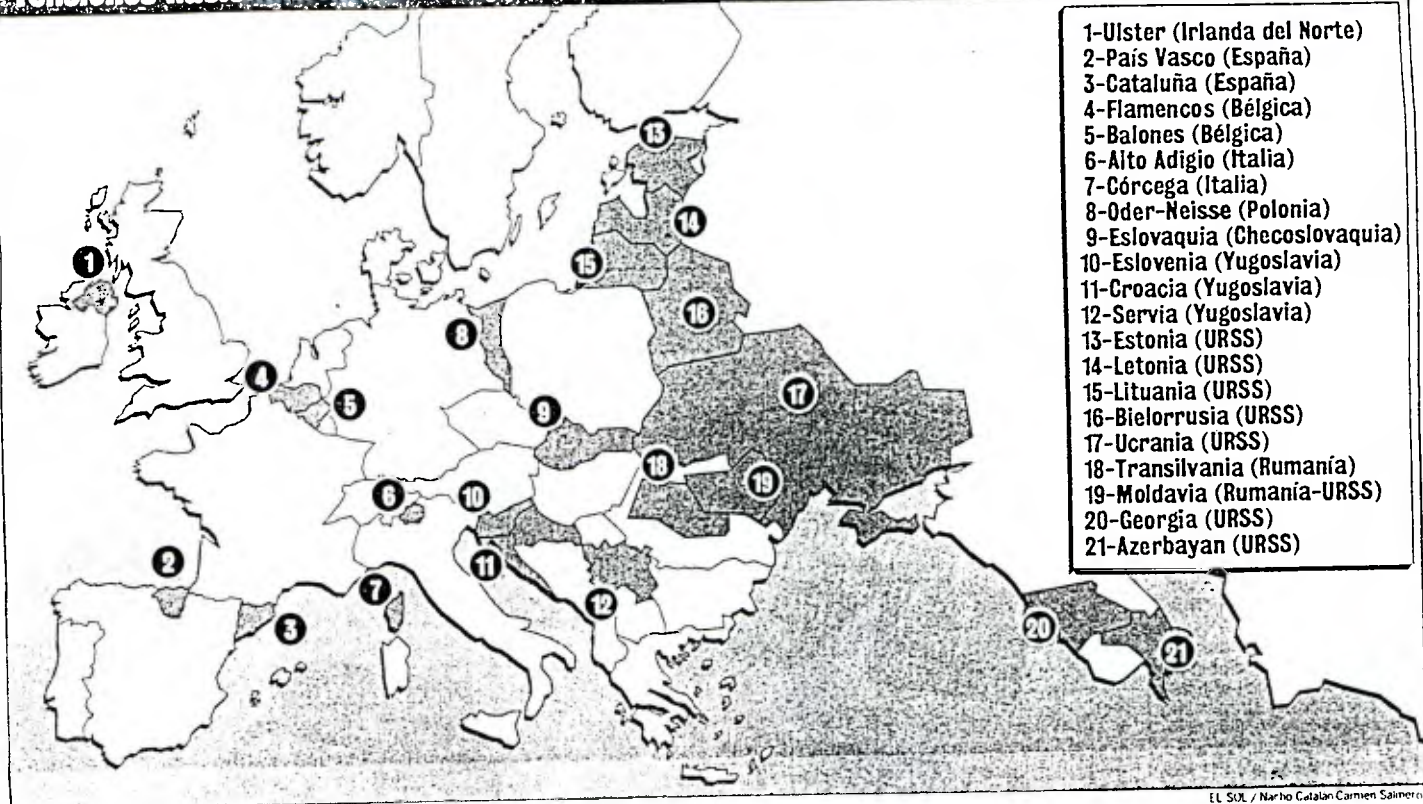 1-Ulster (Irlanda del Norte)
2-País Vasco (España)
3-Cataluña (España)
4-Flamencos (Bélgica)
5-Balones (Bélgica)
6-Alto Adigio (Italia)
7-Córcega (Italia)
8-Oder-Neisse (Polonia)
9-Eslovaquia (Checoslovaquia)
10-Eslovenia (Yugoslavia)
11-Croacia (Yugoslavia)
12-Servia (Yugoslavia)
13-Estonia (URSS)
14-Letonia (URSS)
15-Lituania (URSS)
16-Bielorrusia (URSS)
17-Ucrania (URSS)
18-Transilvania (Rumanía)
19-Moldavia (Rumanía-URSS)
20-Georgia (URSS)
21-Azerbayan (URSS)
13
14
1
15
16
8
4
5
17
9
18
19
6
10
2
11
7
12
3
20
21
EL SOL / Nacho Catalán Carmen